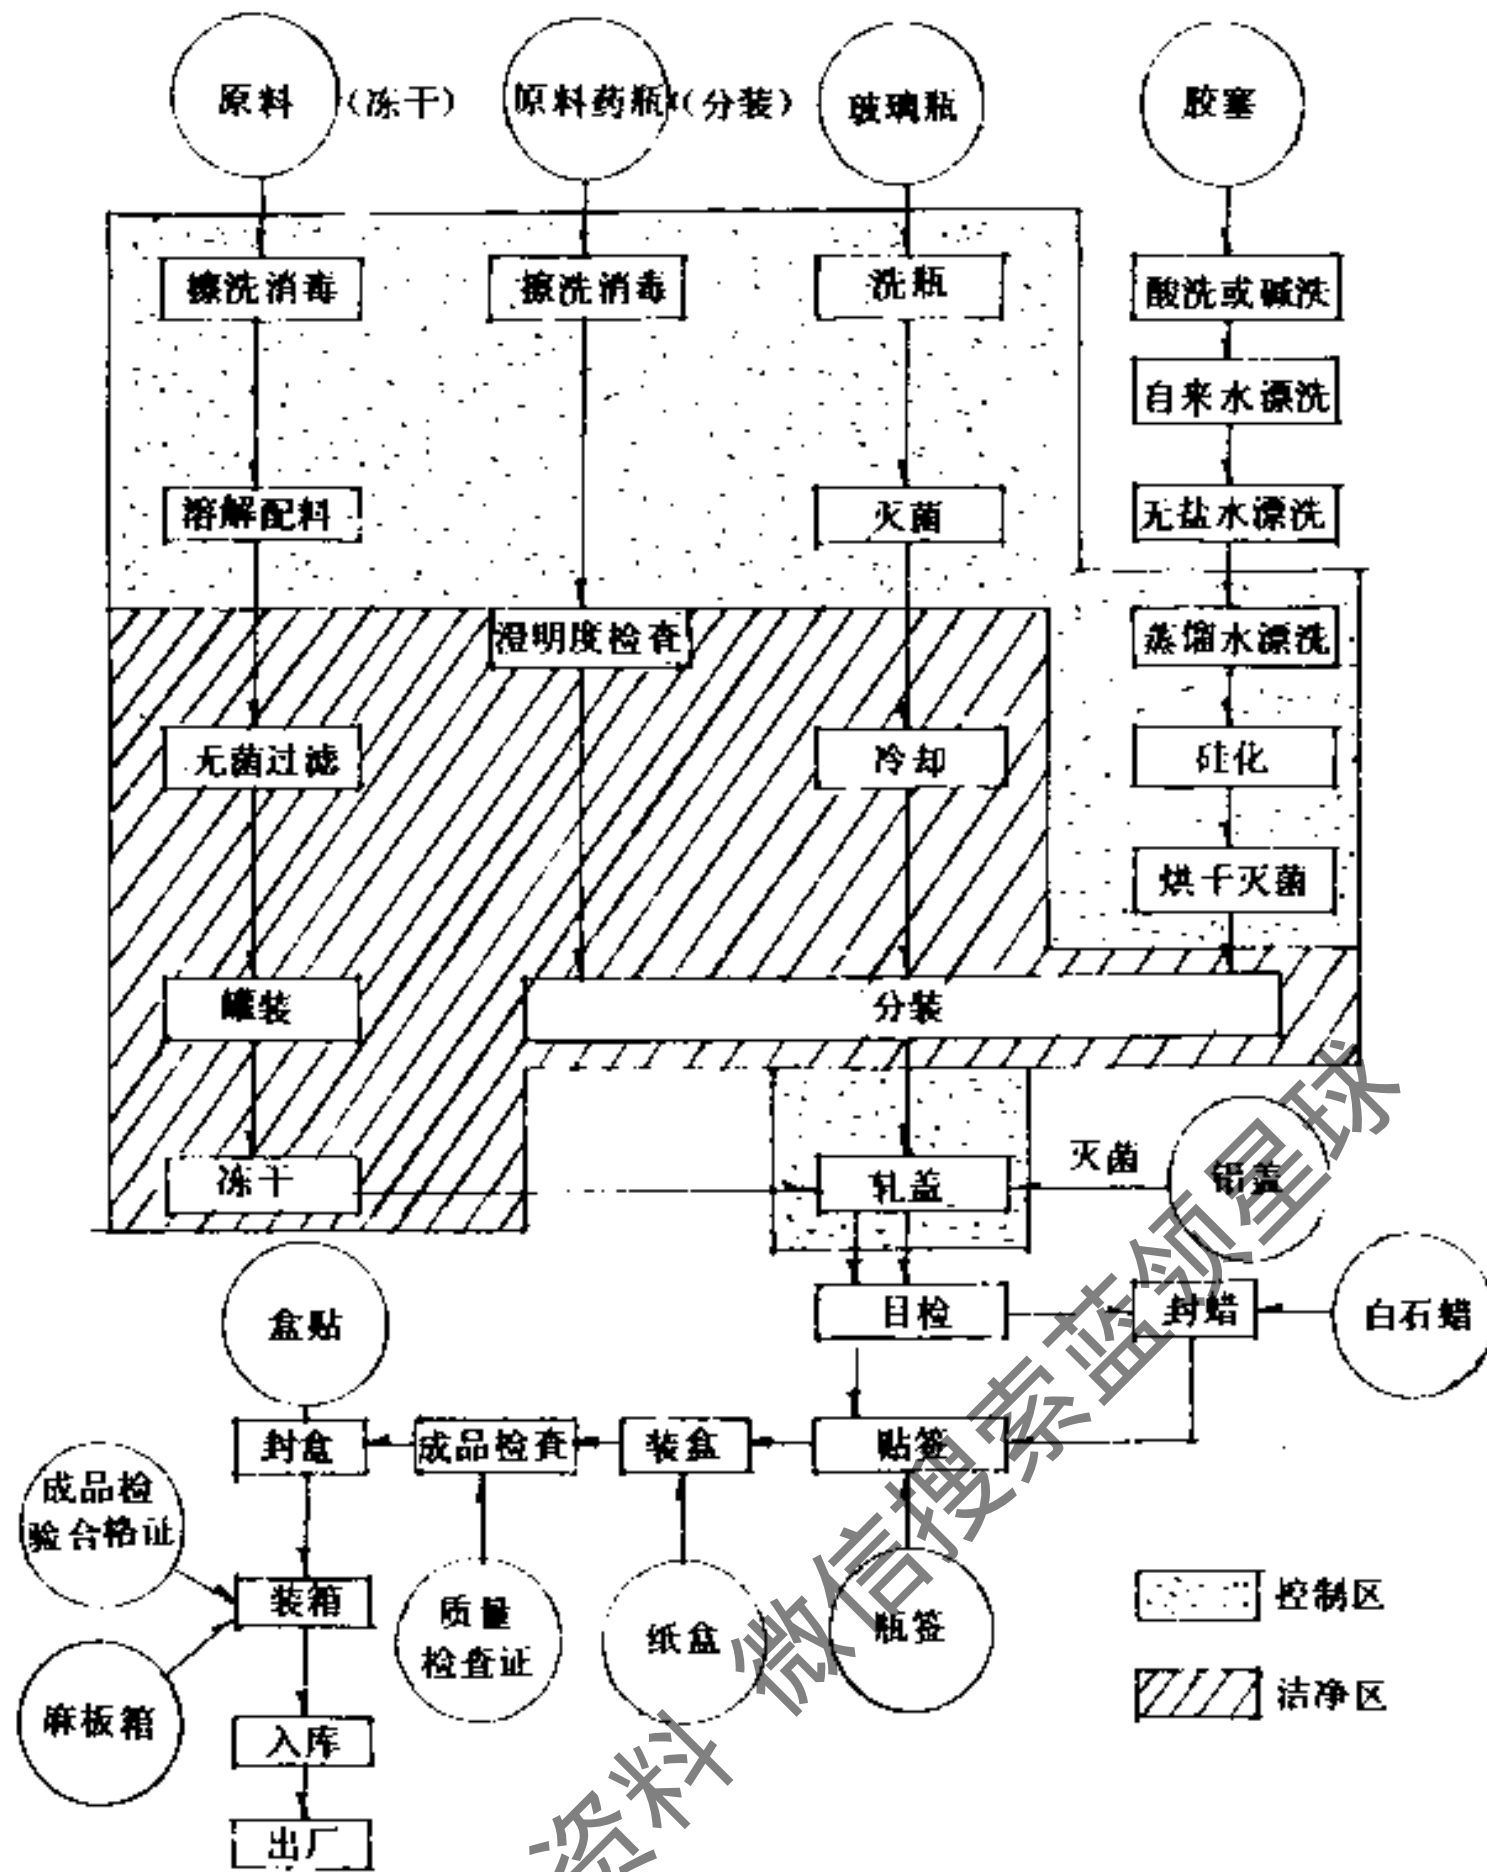 原料
(冻干)
原料药瓶
(分装)
玻璃瓶
胶塞
擦洗消毒
擦洗消毒
洗瓶
酸洗或碱洗
自来水漂洗
溶解配料
灭菌
无盐水漂洗
澄明度检查
蒸馏水漂洗
无菌过滤
冷却
硅化
烘干灭菌
罐装
分装
冻干
轧盖
灭菌
铝盖
盒贴
目检
封蜡
白石蜡
封盒
成品检查
装盒
贴签
成品检
验合格证
装箱
质量
检查证
纸盒
瓶签
控制区
麻板箱
入库
洁净区
出厂
资料 微信搜索蓝领星球